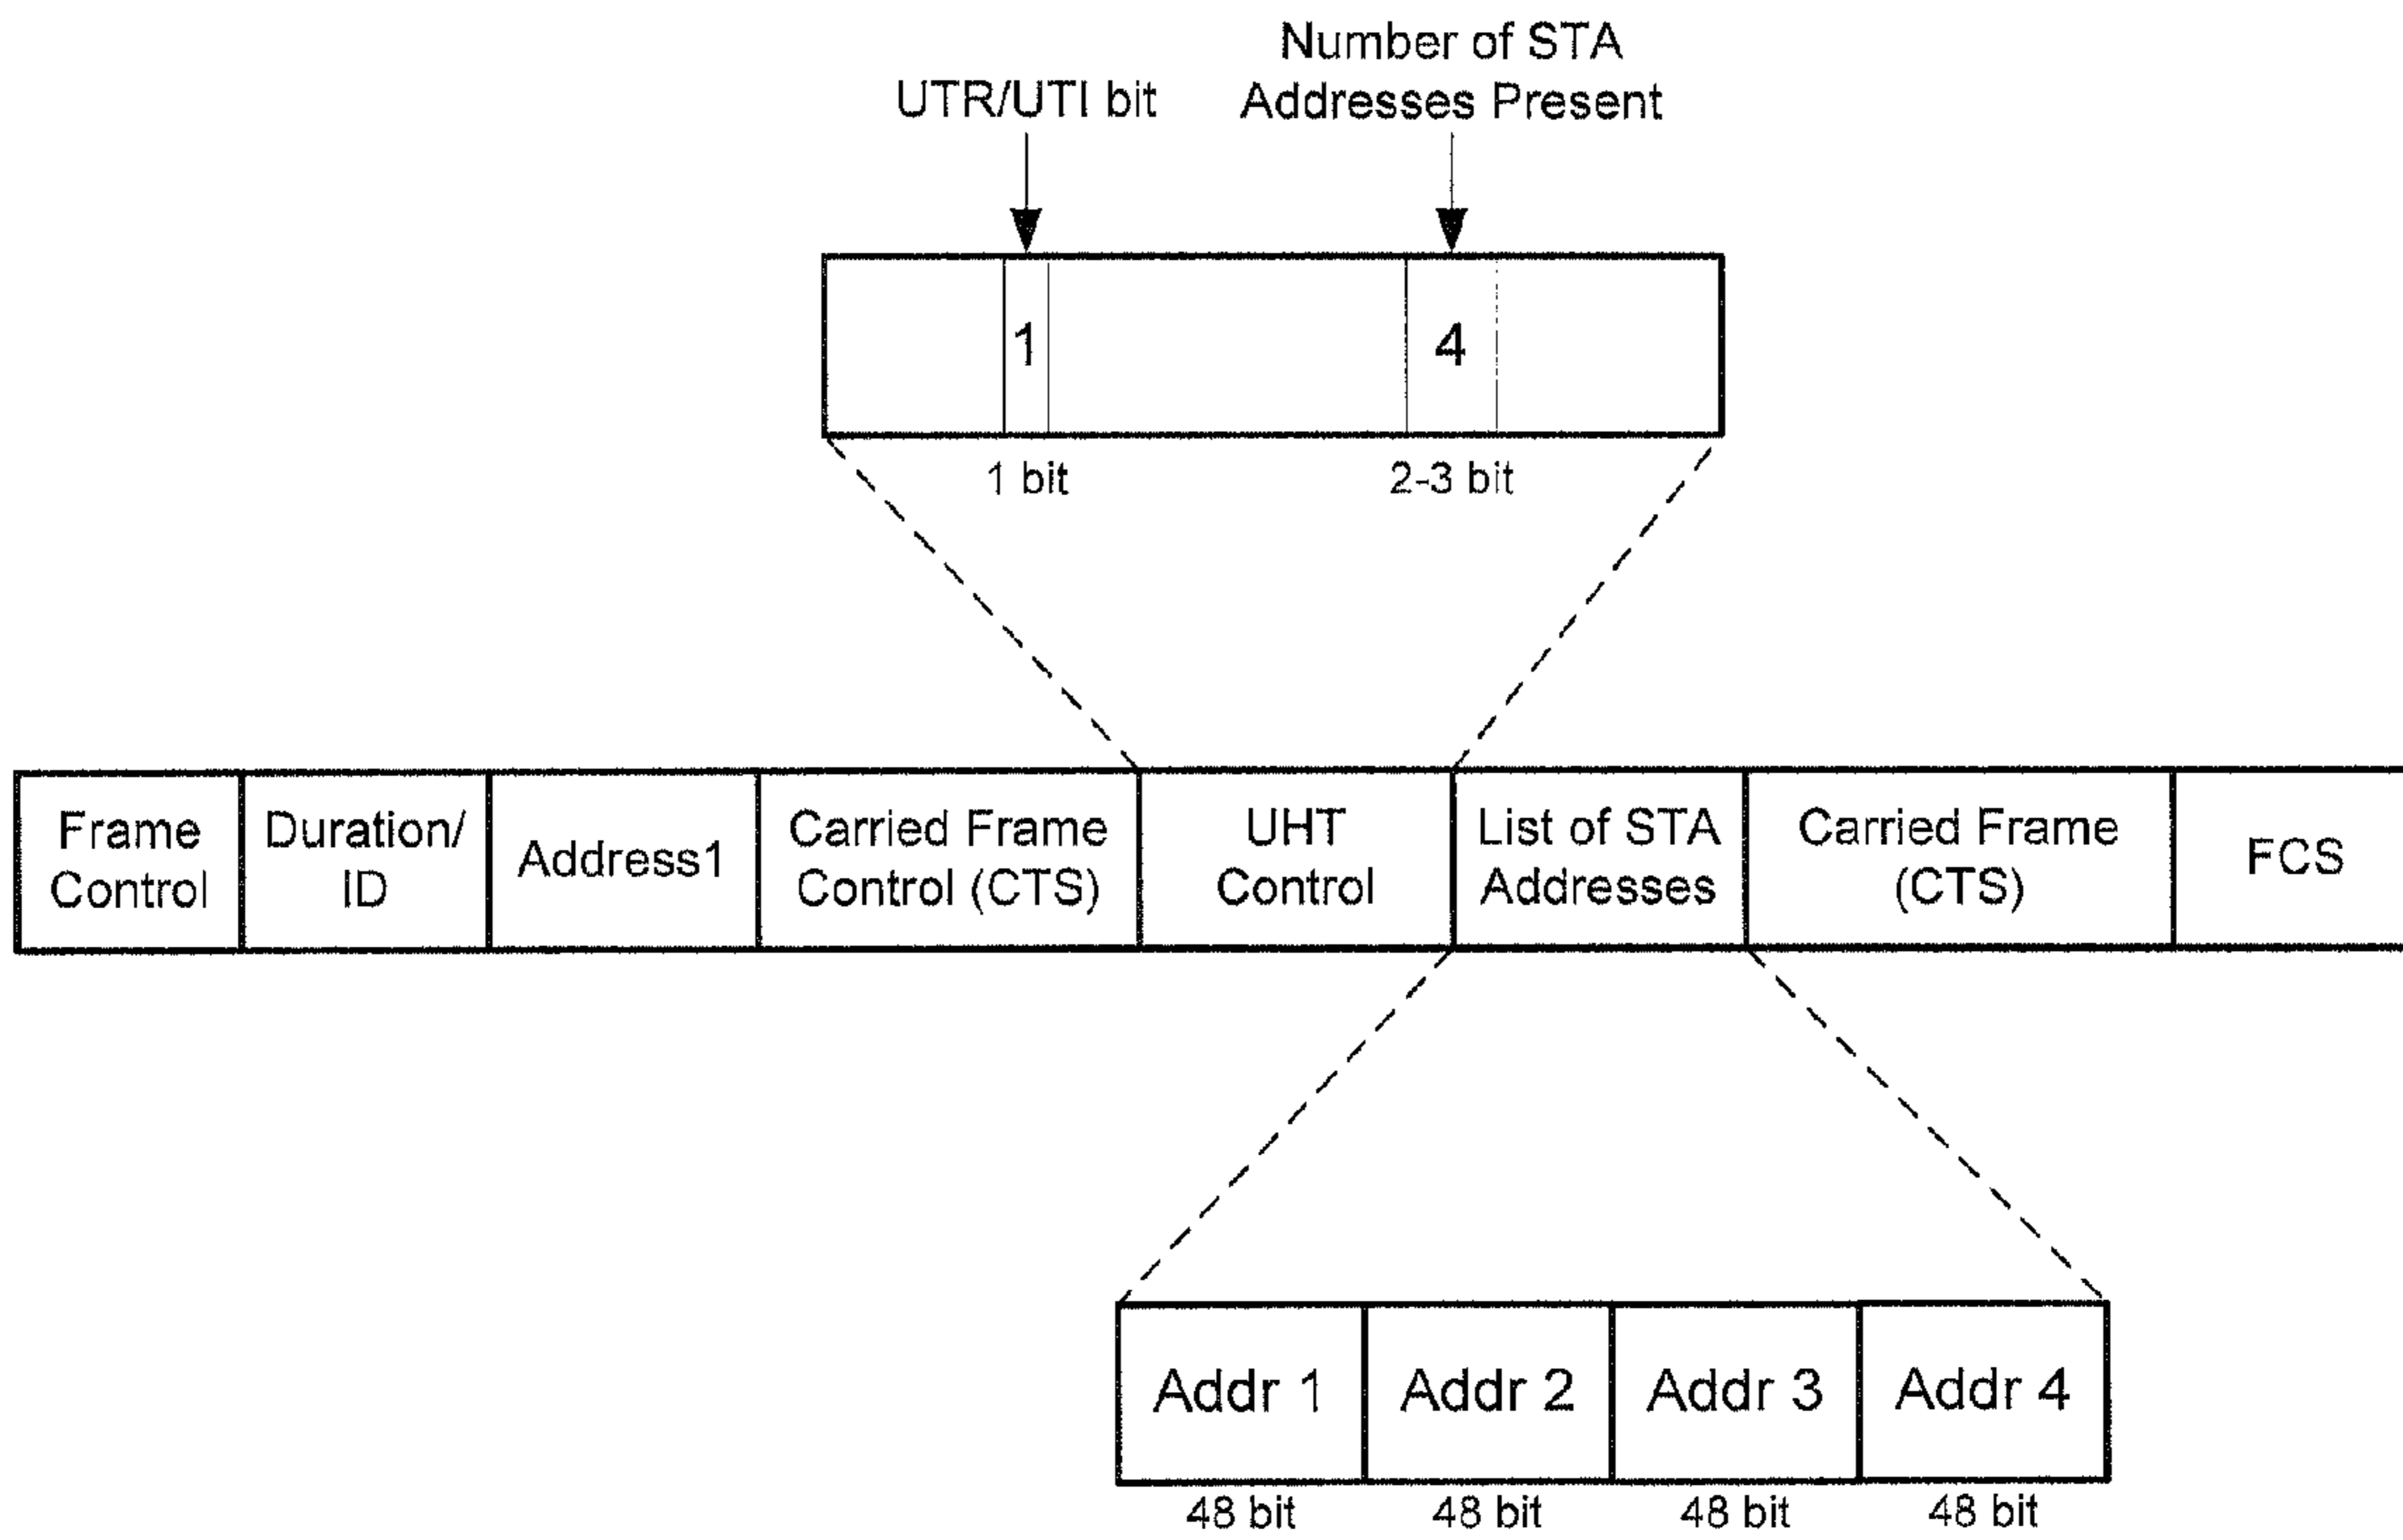 Number of STA
Addresses Present
UTR/UTI bit
1
4
1 bit
2-3 bit
Frame
Control
Duration/
ID
Address1
Carried Frame
Control (CTS)
UHT
Control
List of STA
Addresses
Carried Frame
(CTS)
FCS
Addr 1
Addr 2
Addr 3
Addr 4
48 bit
48 bit
48 bit
48 bit